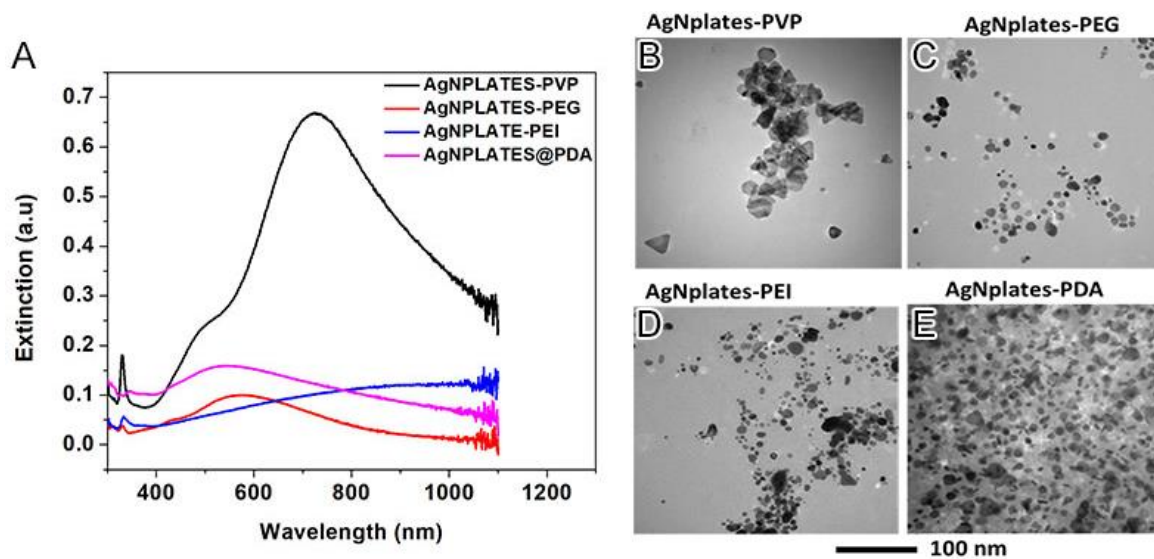 A
AgNPLATES-PVP
AgNPLATES-PEG
AgNPLATE-PEI
AgNPLATES@PDA
Extinction (a.u)
0.7
0.6
0.5
0.4
0.3
0.2
0.1
0.0
400 600 800 1000 1200
Wavelength (nm)
AgNplates-PVP
B
AgNplates-PEG
C
AgNplates-PEI
D
AgNplates-PDA
E
100 nm